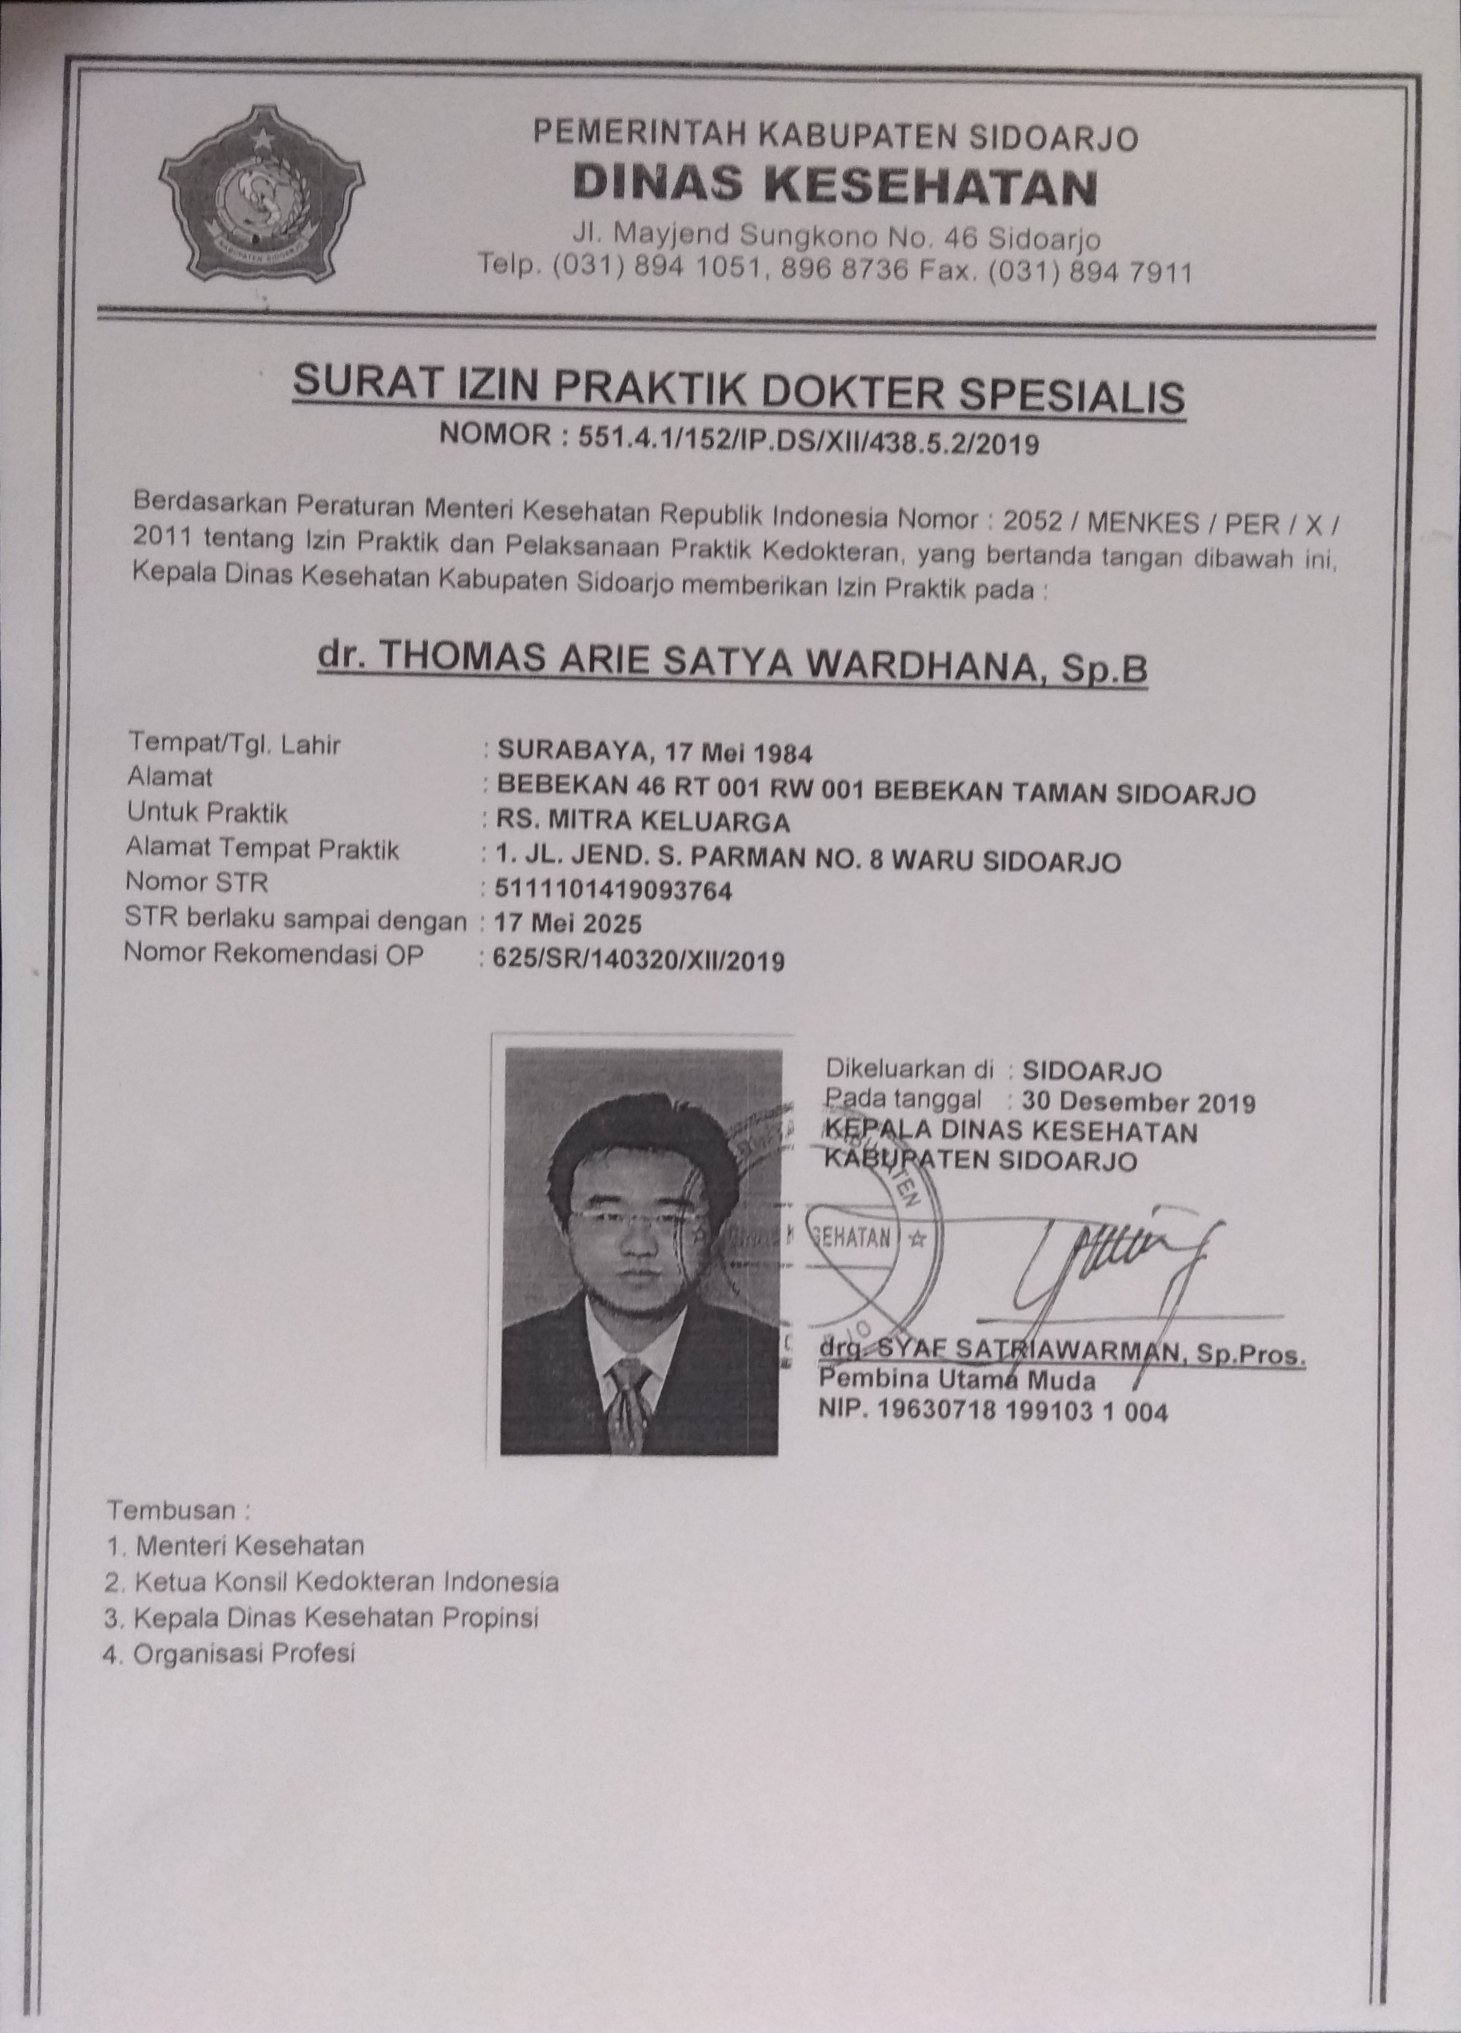 PEMERINTAH KABUPATEN SIDOARJO
DINAS KESEHATAN
Jl. Mayjend Sungkono No. 46 Sidoarjo
Telp. (031) 894 1051, 896 8736 Fax. (031) 894 7911
KABUPATEN SIDOARJO
SURAT IZIN PRAKTIK DOKTER SPESIALIS
NOMOR : 551.4.1/152/IP.DS/XII/438.5.2/2019
Berdasarkan Peraturan Menteri Kesehatan Republik Indonesia Nomor : 2052 / MENKES / PER / X /
2011 tentang Izin Praktik dan Pelaksanaan Praktik Kedokteran, yang bertanda tangan dibawah ini,
Kepala Dinas Kesehatan Kabupaten Sidoarjo memberikan Izin Praktik pada :
dr. THOMAS ARIE SATYA WARDHANA, Sp.B
Tempat/Tgl. Lahir : SURABAYA, 17 Mei 1984
Alamat : BEBEKAN 46 RT 001 RW 001 BEBEKAN TAMAN SIDOARJO
Untuk Praktik : RS. MITRA KELUARGA
Alamat Tempat Praktik : 1. JL. JEND. S. PARMAN NO. 8 WARU SIDOARJO
Nomor STR : 5111101419093764
STR berlaku sampai dengan : 17 Mei 2025
Nomor Rekomendasi OP : 625/SR/140320/XII/2019
Dikeluarkan di : SIDOARJO
Pada tanggal : 30 Desember 2019
KEPALA DINAS KESEHATAN
KABUPATEN SIDOARJO
drg. SYAF SATRIAWARMAN, Sp.Pros.
Pembina Utama Muda
NIP. 19630718 199103 1 004
Tembusan :
1. Menteri Kesehatan
2. Ketua Konsil Kedokteran Indonesia
3. Kepala Dinas Kesehatan Propinsi
4. Organisasi Profesi